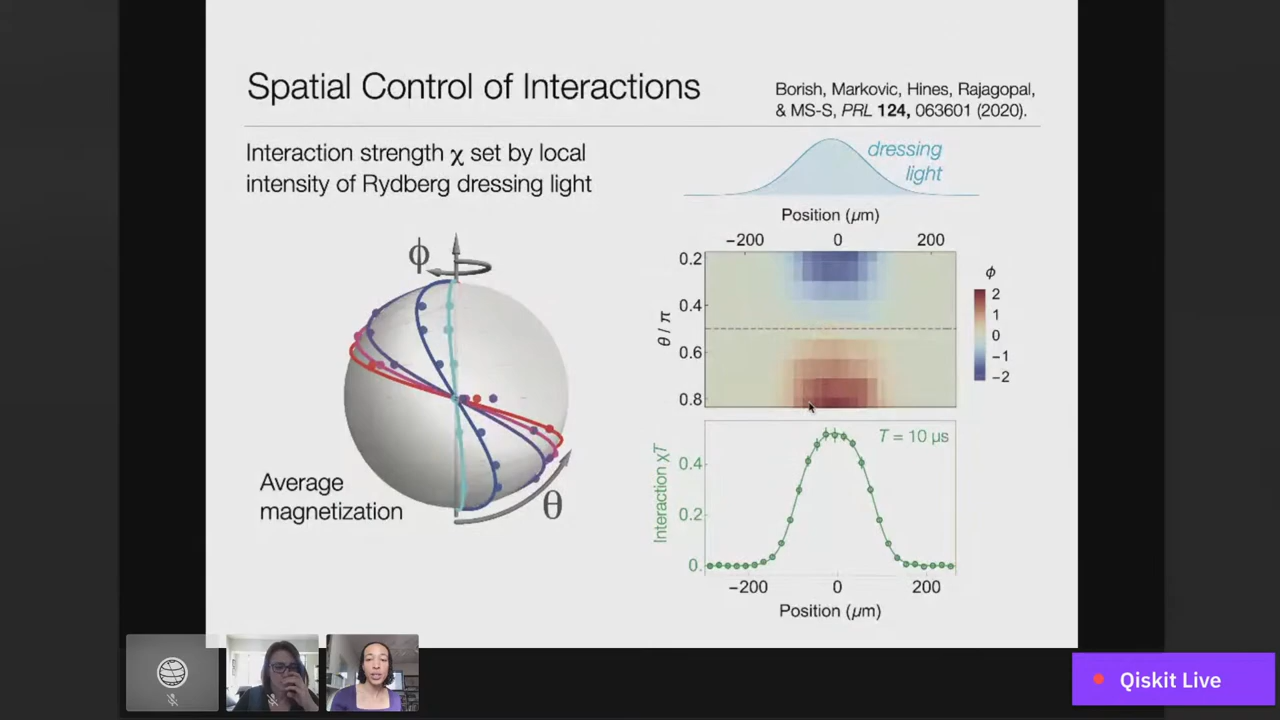 Spatial Control of Interactions
Borish, Markovic, Hines, Rajagopal,
& MS-S, PRL 124, 063601 (2020).
Interaction strength χ set by local
intensity of Rydberg dressing light
dressing
light
Position (μm)
−200 0 200
ϕ
θ
Average
magnetization
θ / π
0.2
0.4
0.6
0.8
ϕ
2
1
0
−1
−2
Interaction χT
T = 10 μs
0.4
0.2
0.
−200 0 200
Position (μm)
Qiskit Live